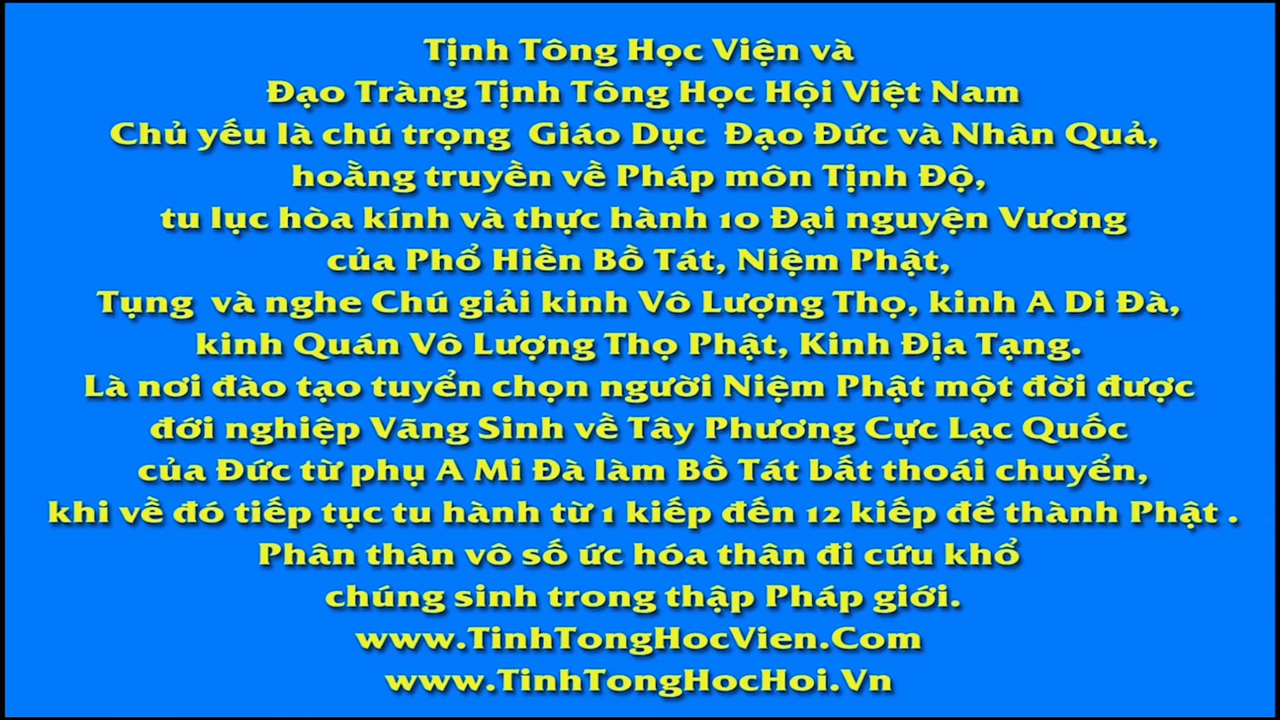 Tịnh Tông Học Viện và
Đạo Tràng Tịnh Tông Học Hội Việt Nam
Chủ yếu là chú trọng Giáo Dục Đạo Đức và Nhân Quả,
hoằng truyền về Pháp môn Tịnh Độ,
tu lục hòa kính và thực hành 10 Đại nguyện Vương
của Phổ Hiền Bồ Tát, Niệm Phật,
Tụng và nghe Chú giải kinh Vô Lượng Thọ, kinh A Di Đà,
kinh Quán Vô Lượng Thọ Phật, Kinh Địa Tạng.
Là nơi đào tạo tuyển chọn người Niệm Phật một đời được
đới nghiệp Vãng Sinh về Tây Phương Cực Lạc Quốc
của Đức từ phụ A Mi Đà làm Bồ Tát bất thoái chuyển,
khi về đó tiếp tục tu hành từ 1 kiếp đến 12 kiếp để thành Phật .
Phân thân vô số ức hóa thân đi cứu khổ
chúng sinh trong thập Pháp giới.
www.TinhTongHocVien.Com
www.TinhTongHocHoi.Vn